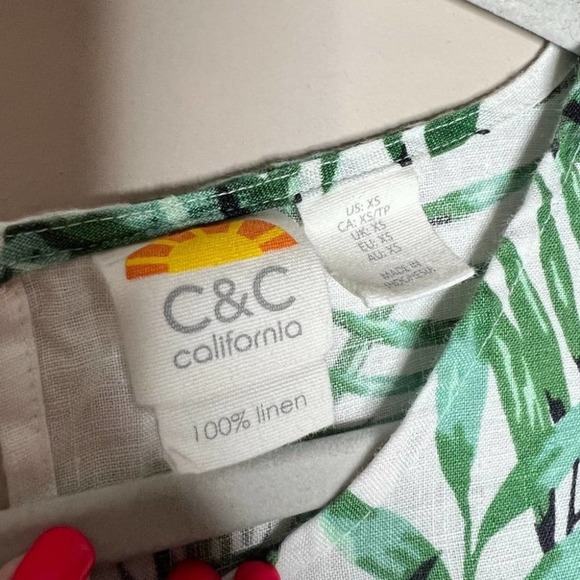 C&C
california
100% linen
US: XS
CA: XS/TP
UK: XS
EU: XS
AU: XS
MADE IN
INDONESIA